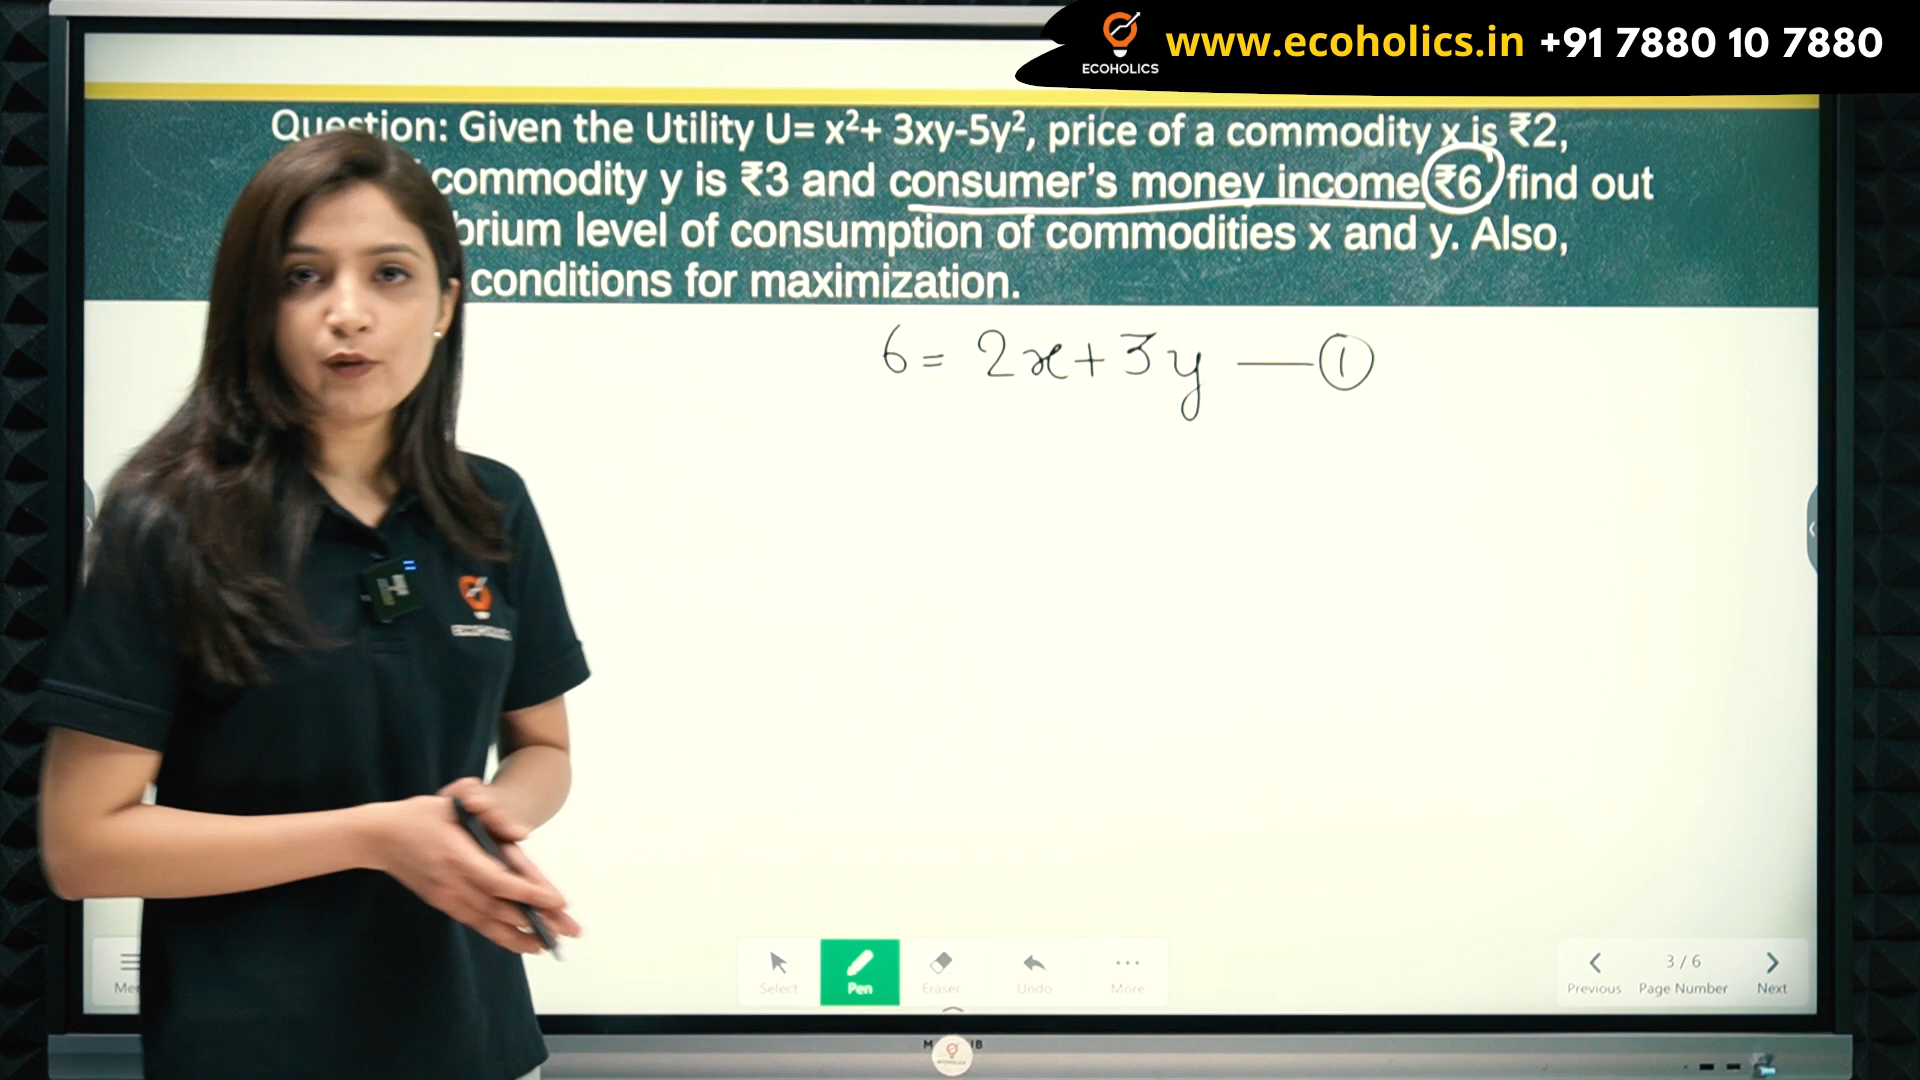 ECOHOLICS
www.ecoholics.in +91 7880 10 7880
Question: Given the Utility U= x²+ 3xy-5y², price of a commodity x is ₹2,
commodity y is ₹3 and consumer's money income ₹6, find out
brium level of consumption of commodities x and y. Also,
conditions for maximization.
6 = 2x + 3y — ①
Select
Pen
Eraser
Undo
More
Previous
3 / 6
Page Number
Next